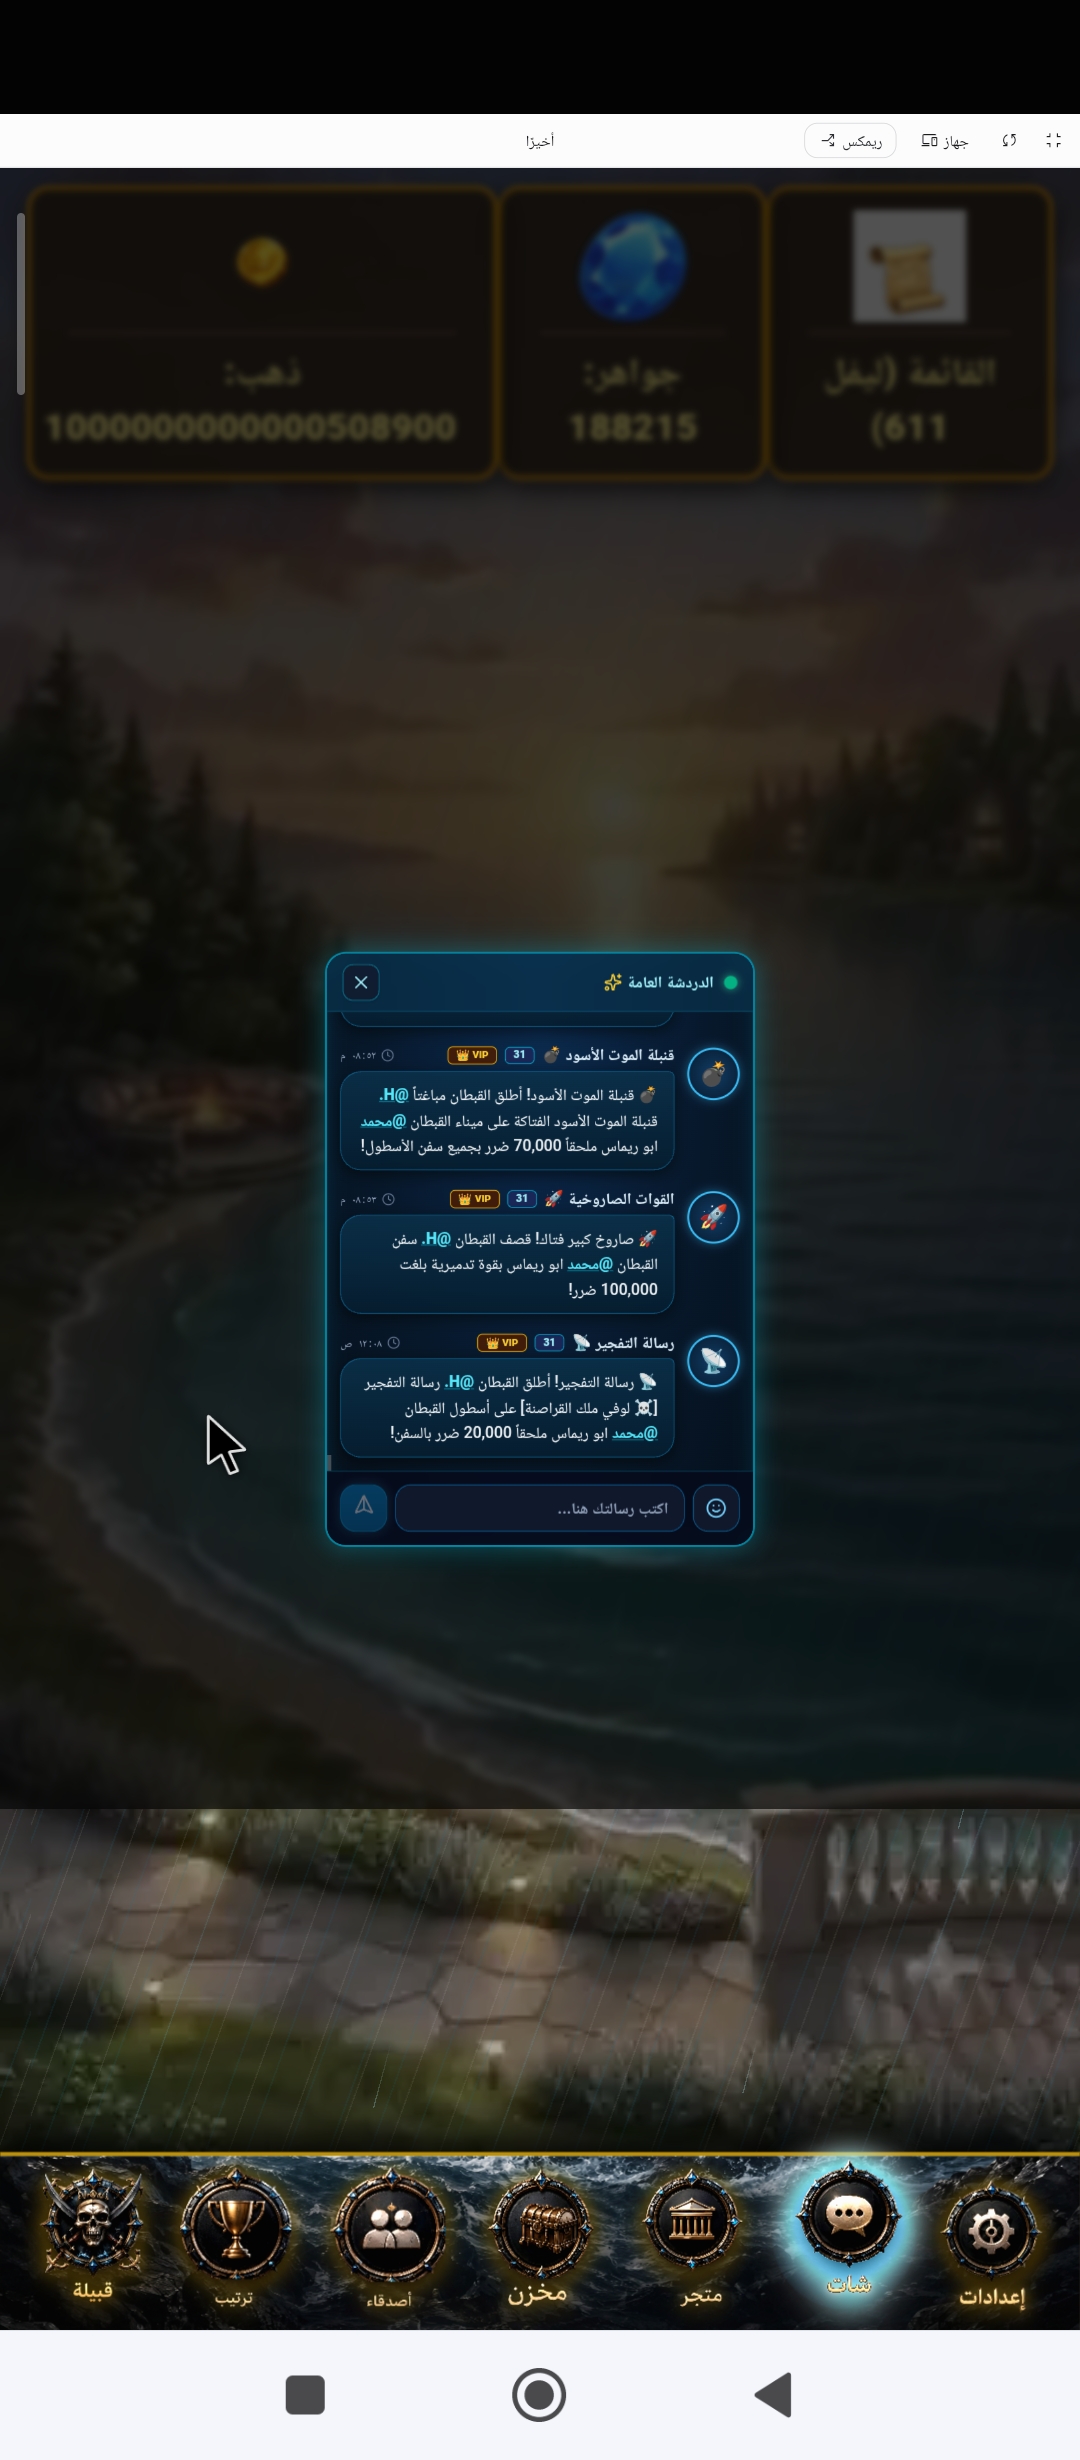 أخيرًا
ريمكس
جهاز
القائمة (ليفل
611)
جواهر:
188215
ذهب:
1000000000000508900
الدردشة العامة
قنبلة الموت الأسود 💣 31 VIP ٠٨:٥٢ م
💣 قنبلة الموت الأسود! أطلق القبطان مباغتاً @H.
قنبلة الموت الأسود الفتاكة على ميناء القبطان @محمد
ابو ريماس ملحقاً 70,000 ضرر بجميع سفن الأسطول!
القوات الصاروخية 🚀 31 VIP ٠٨:٥٣ م
🚀 صاروخ كبير فتاك! قصف القبطان @H. سفن
القبطان @محمد ابو ريماس بقوة تدميرية بلغت
100,000 ضرر!
رسالة التفجير 📡 31 VIP ١٢:٠٨ ص
📡 رسالة التفجير! أطلق القبطان @H. رسالة التفجير
[☠️ لوفي ملك القراصنة] على أسطول القبطان
@محمد ابو ريماس ملحقاً 20,000 ضرر بالسفن!
اكتب رسالتك هنا...
إعدادات
شات
متجر
مخزن
أصدقاء
ترتيب
قبيلة